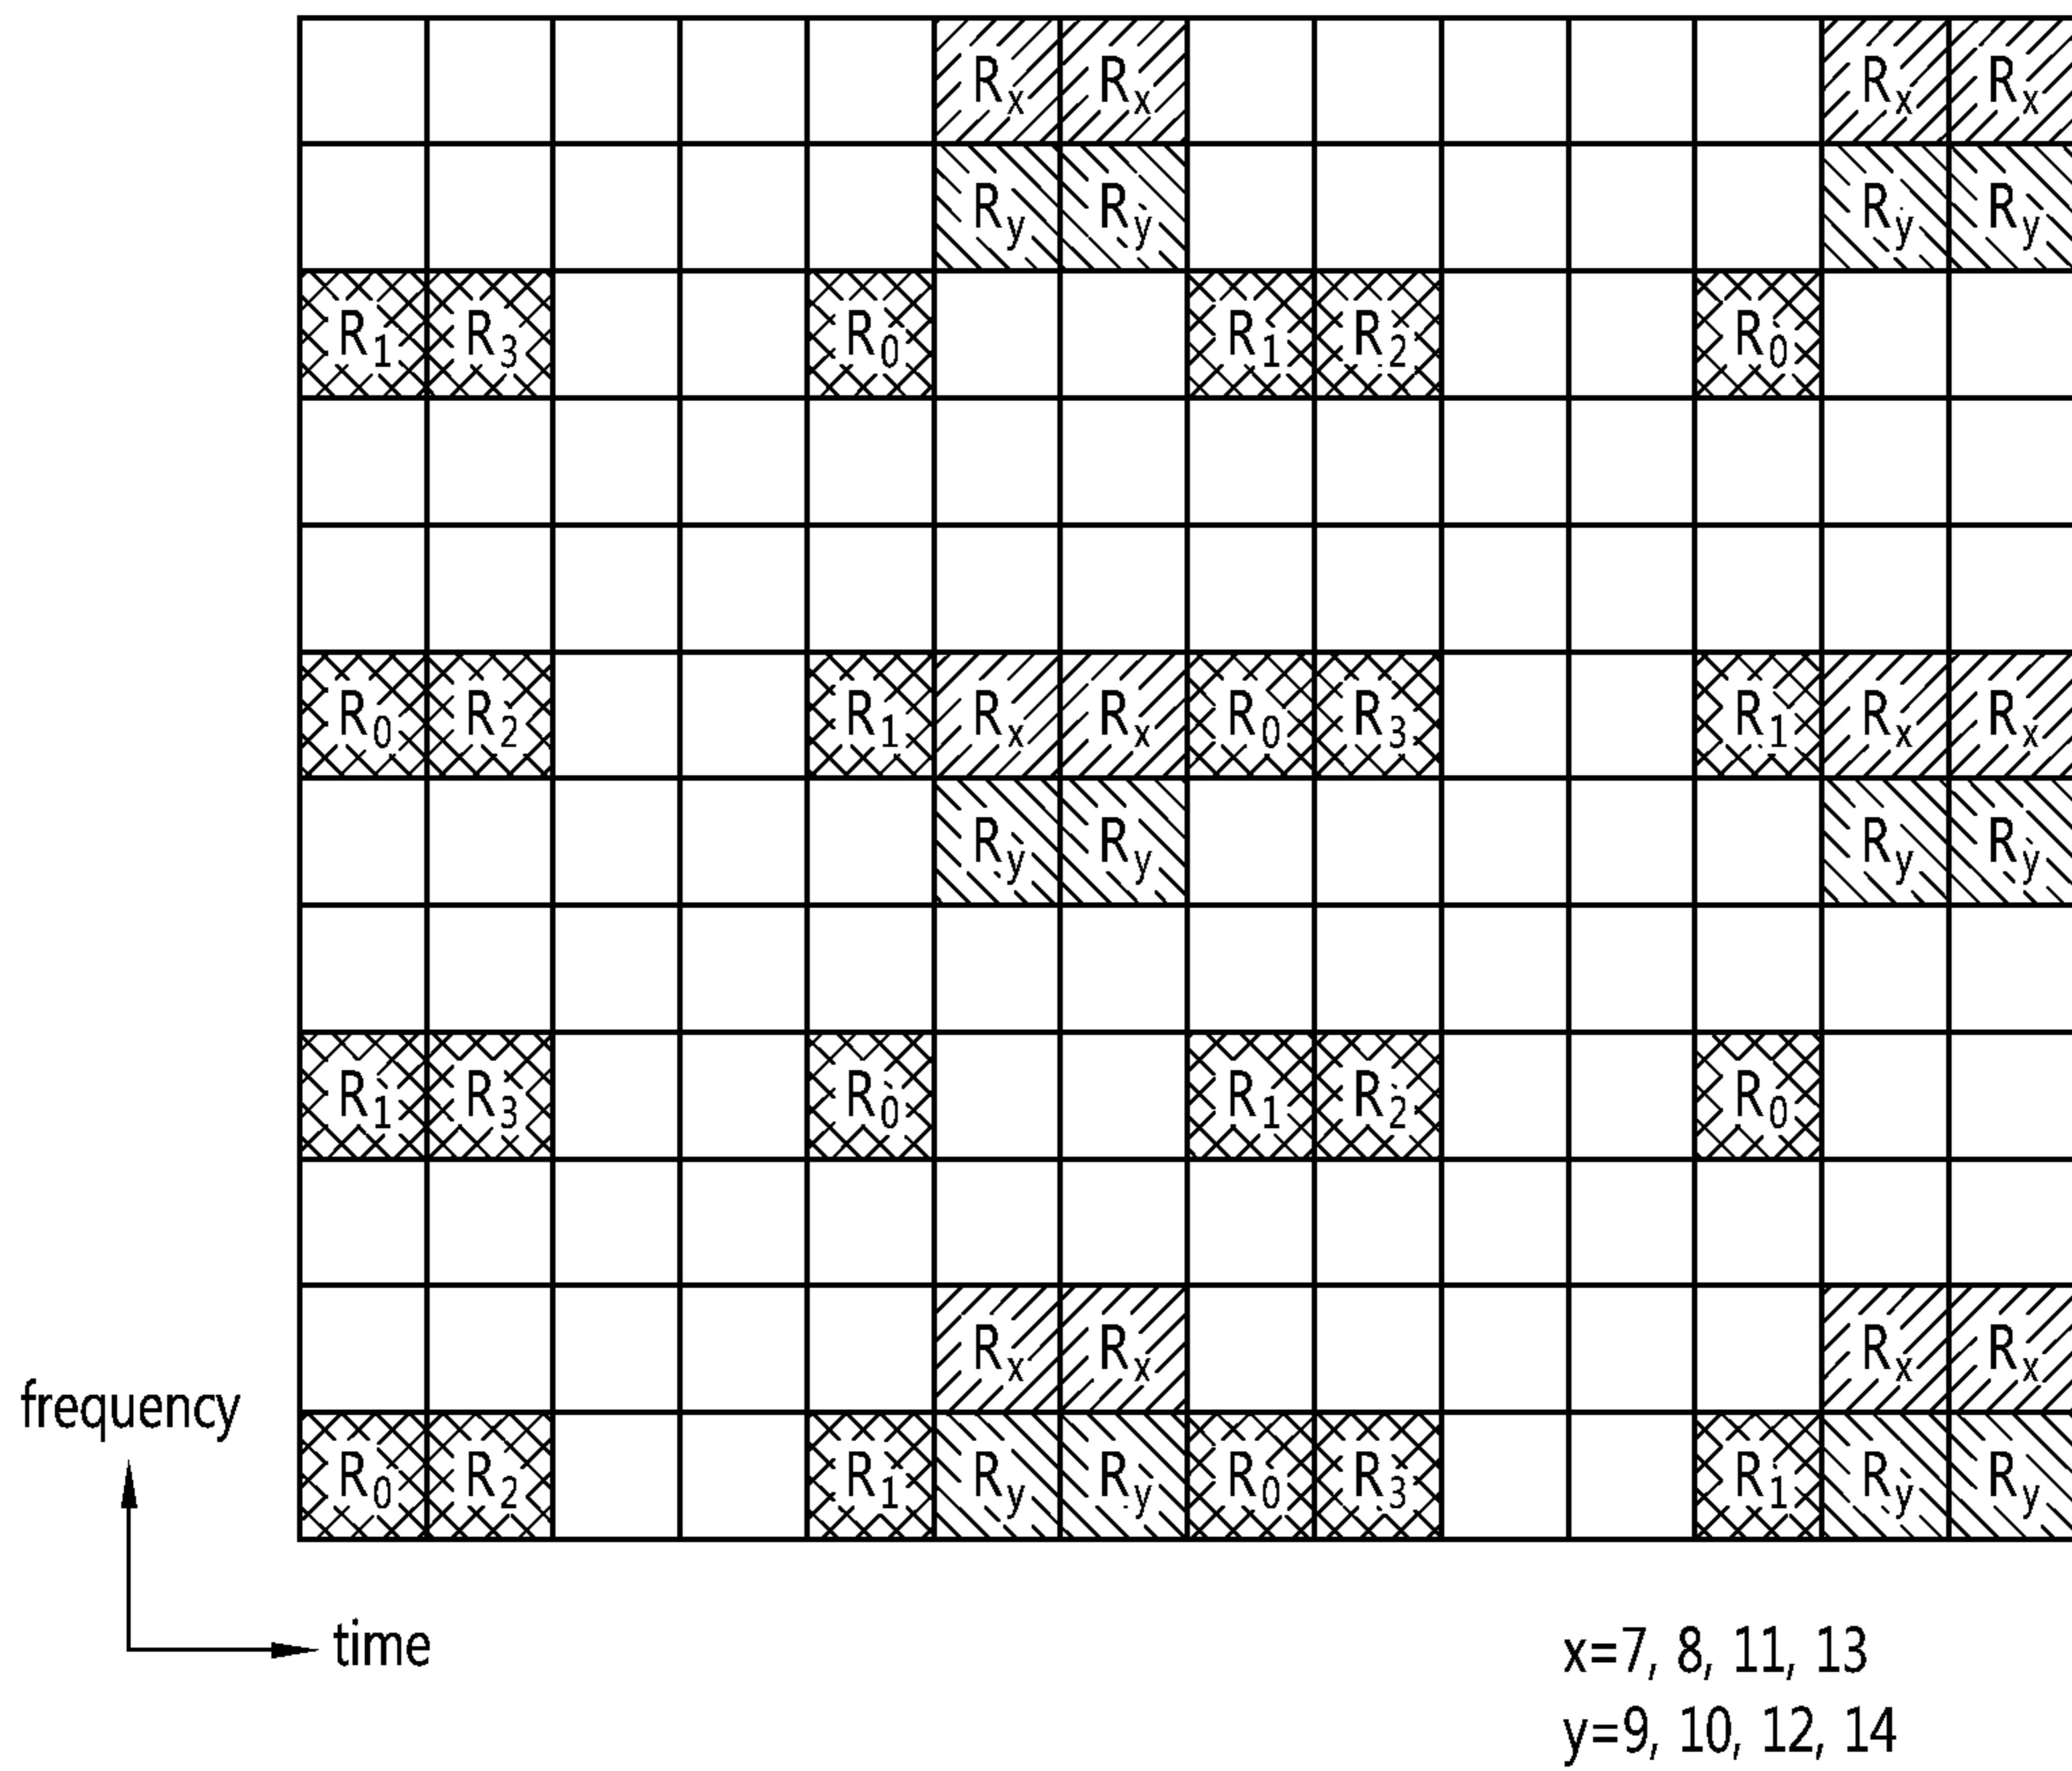 Rx Rx Rx Rx
Ry Ry Ry Ry
R1 R3 R0 R1 R2 R0
R0 R2 R1 Rx Rx R0 R3 R1 Rx Rx
Ry Ry Ry Ry
R1 R3 R0 R1 R2 R0
Rx Rx Rx Rx
R0 R2 R1 Ry Ry R0 R3 R1 Ry Ry
frequency
time
x=7, 8, 11, 13
y=9, 10, 12, 14